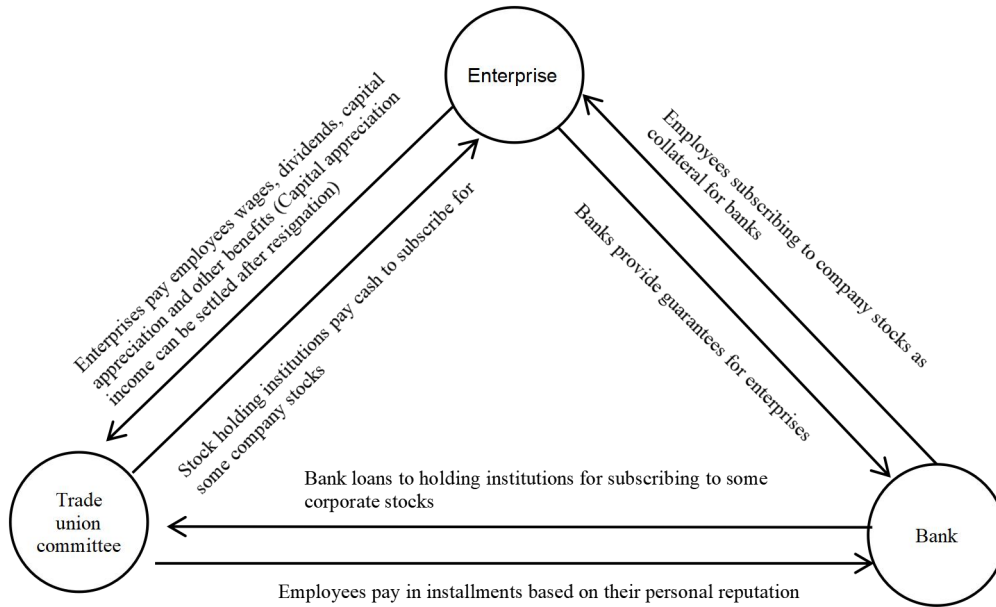 Enterprise
Enterprises pay employees wages, dividends, capital
appreciation and other benefits (Capital appreciation
income can be settled after resignation)
Stock holding institutions pay cash to subscribe for
some company stocks
Employees subscribing to company stocks as
collateral for banks
Banks provide guarantees for enterprises
Bank loans to holding institutions for subscribing to some
corporate stocks
Trade
union
committee
Bank
Employees pay in installments based on their personal reputation